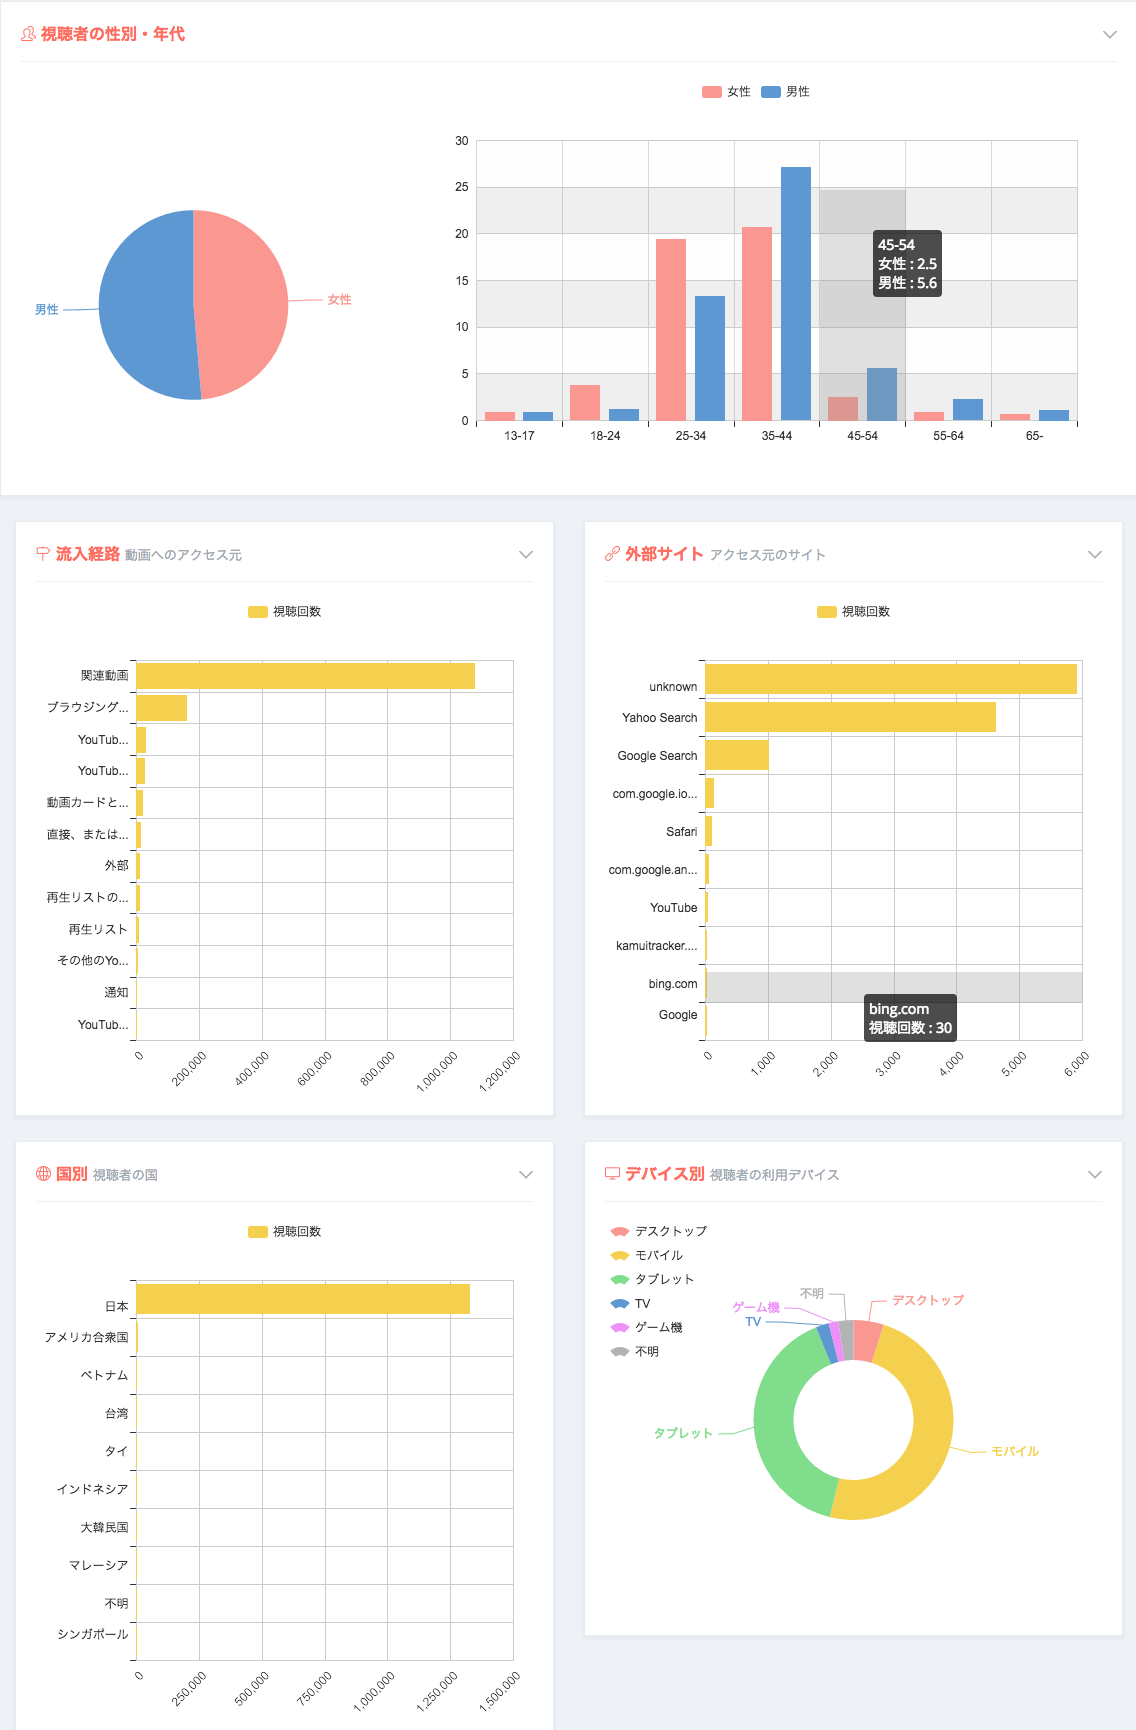 視聴者の性別・年代
女性 男性
30
25
20
15
10
5
0
13-17 18-24 25-34 35-44 45-54 55-64 65-
45-54
女性 : 2.5
男性 : 5.6
男性
女性
流入経路 動画へのアクセス元
視聴回数
関連動画
ブラウジング...
YouTub...
YouTub...
動画カードと...
直接、または...
外部
再生リストの...
再生リスト
その他のYo...
通知
YouTub...
0 200,000 400,000 600,000 800,000 1,000,000 1,200,000
外部サイト アクセス元のサイト
視聴回数
unknown
Yahoo Search
Google Search
com.google.io...
Safari
com.google.an...
YouTube
kamuitracker....
bing.com
Google
bing.com
視聴回数 : 30
0 1,000 2,000 3,000 4,000 5,000 6,000
国別 視聴者の国
視聴回数
日本
アメリカ合衆国
ベトナム
台湾
タイ
インドネシア
大韓民国
マレーシア
不明
シンガポール
0 250,000 500,000 750,000 1,000,000 1,250,000 1,500,000
デバイス別 視聴者の利用デバイス
デスクトップ
モバイル
タブレット
TV
ゲーム機
不明
不明
デスクトップ
ゲーム機
TV
タブレット
モバイル